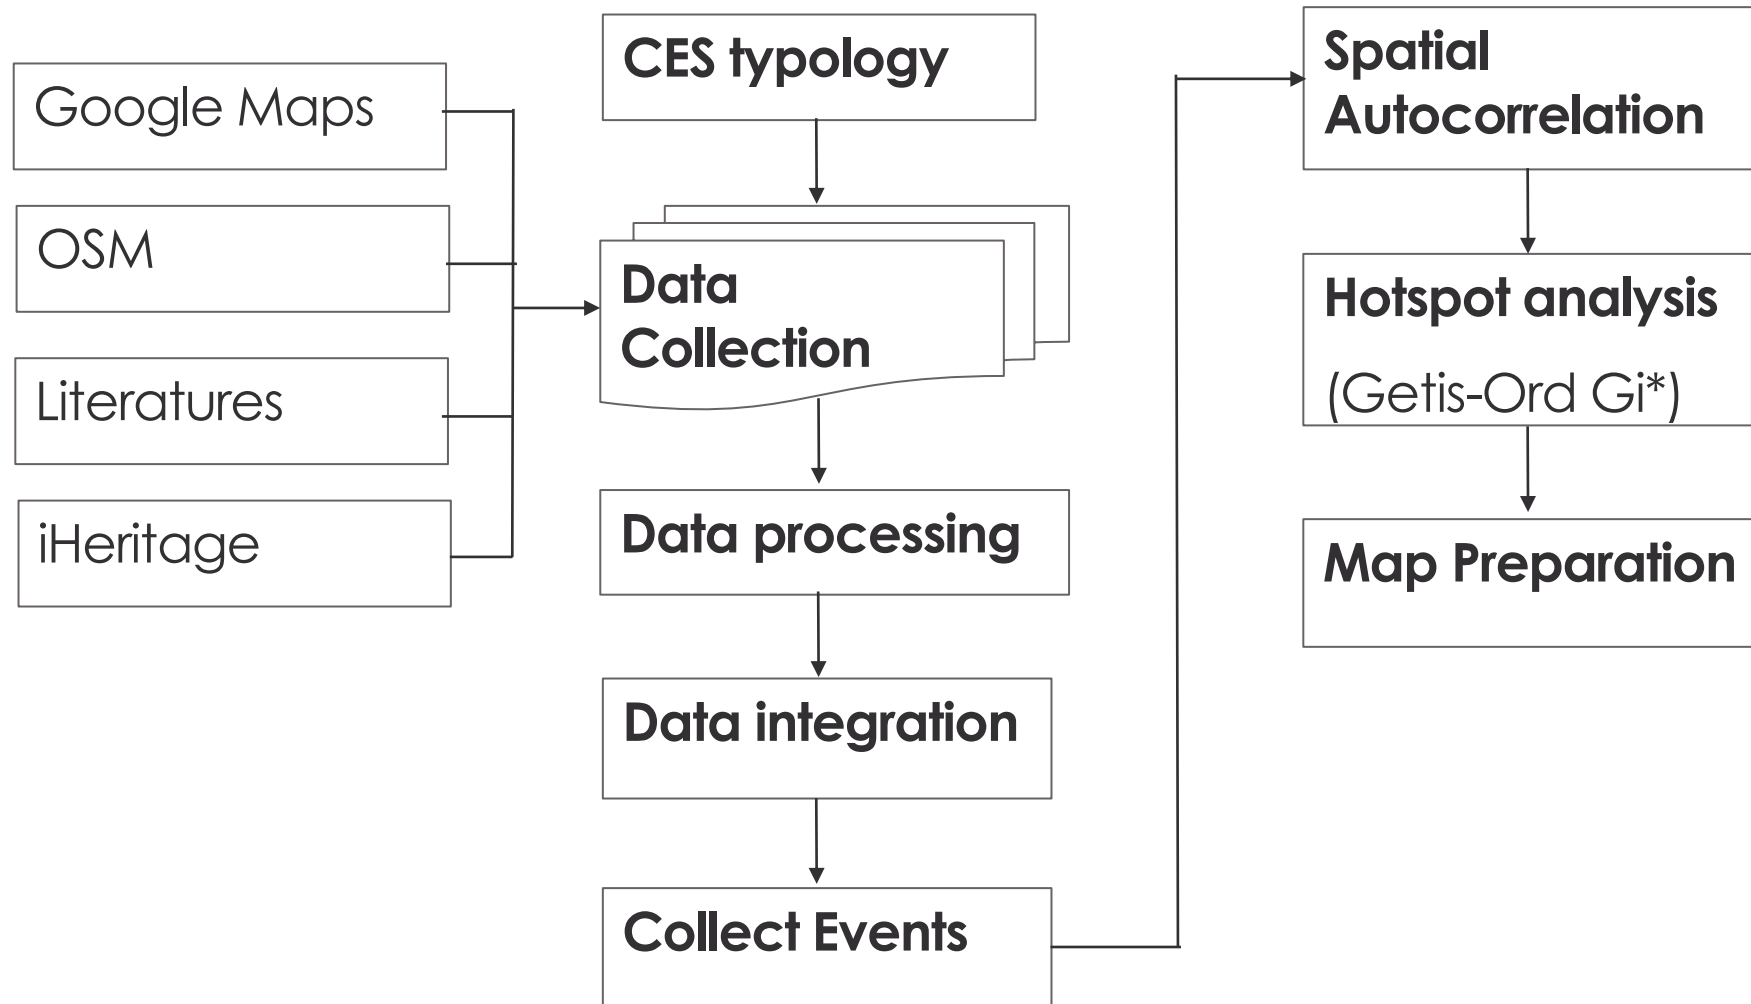 Google Maps
OSM
Literatures
iHeritage
CES typology
Data
Collection
Data processing
Data integration
Collect Events
Spatial
Autocorrelation
Hotspot analysis
(Getis-Ord Gi*)
Map Preparation